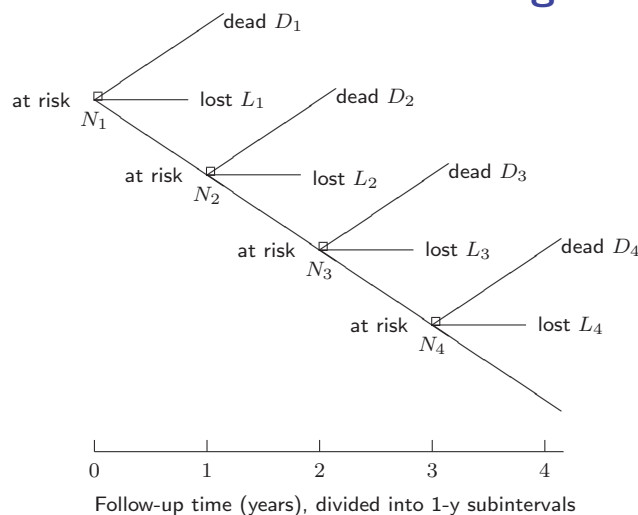 g
dead D₁
at risk
lost L₁
N₁
dead D₂
at risk
lost L₂
N₂
dead D₃
at risk
lost L₃
N₃
dead D₄
at risk
lost L₄
N₄
0 1 2 3 4
Follow-up time (years), divided into 1-y subintervals